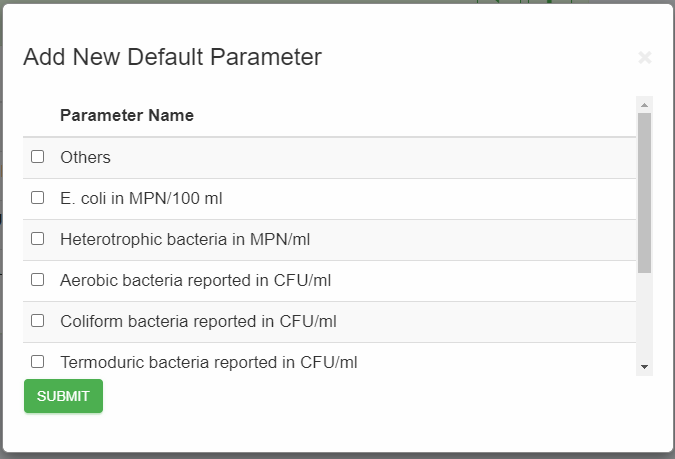 Add New Default Parameter
×
Parameter Name
Others
E. coli in MPN/100 ml
Heterotrophic bacteria in MPN/ml
Aerobic bacteria reported in CFU/ml
Coliform bacteria reported in CFU/ml
Termoduric bacteria reported in CFU/ml
SUBMIT